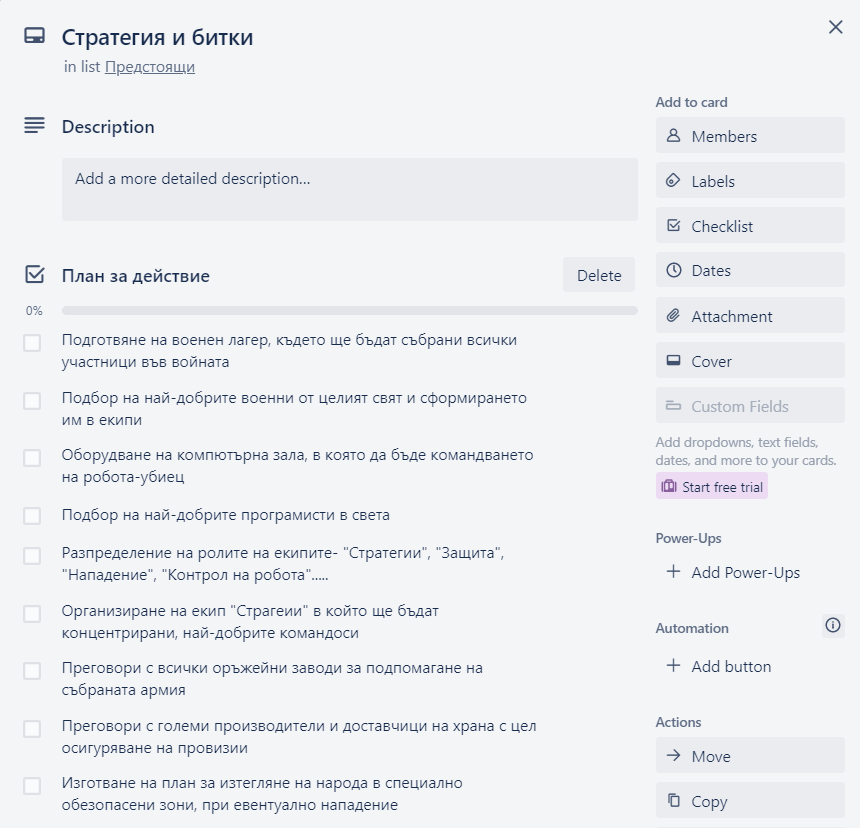 Стратегия и битки
in list Предстоящи
Description
Add a more detailed description...
План за действие
Delete
0%
Подготвяне на военен лагер, където ще бъдат събрани всички
участници във войната
Подбор на най-добрите военни от целият свят и сформирането
им в екипи
Оборудване на компютърна зала, в която да бъде командването
на робота-убиец
Подбор на най-добрите програмисти в света
Разпределение на ролите на екипите- "Стратегии", "Защита",
"Нападение", "Контрол на робота".....
Организиране на екип "Страгеии" в който ще бъдат
концентрирани, най-добрите командоси
Преговори с всички оръжейни заводи за подпомагане на
събраната армия
Преговори с големи производители и доставчици на храна с цел
осигуряване на провизии
Изготване на план за изтегляне на народа в специално
обезопасени зони, при евентуално нападение
Add to card
Members
Labels
Checklist
Dates
Attachment
Cover
Custom Fields
Add dropdowns, text fields,
dates, and more to your cards.
Start free trial
Power-Ups
Add Power-Ups
Automation
Add button
Actions
Move
Copy